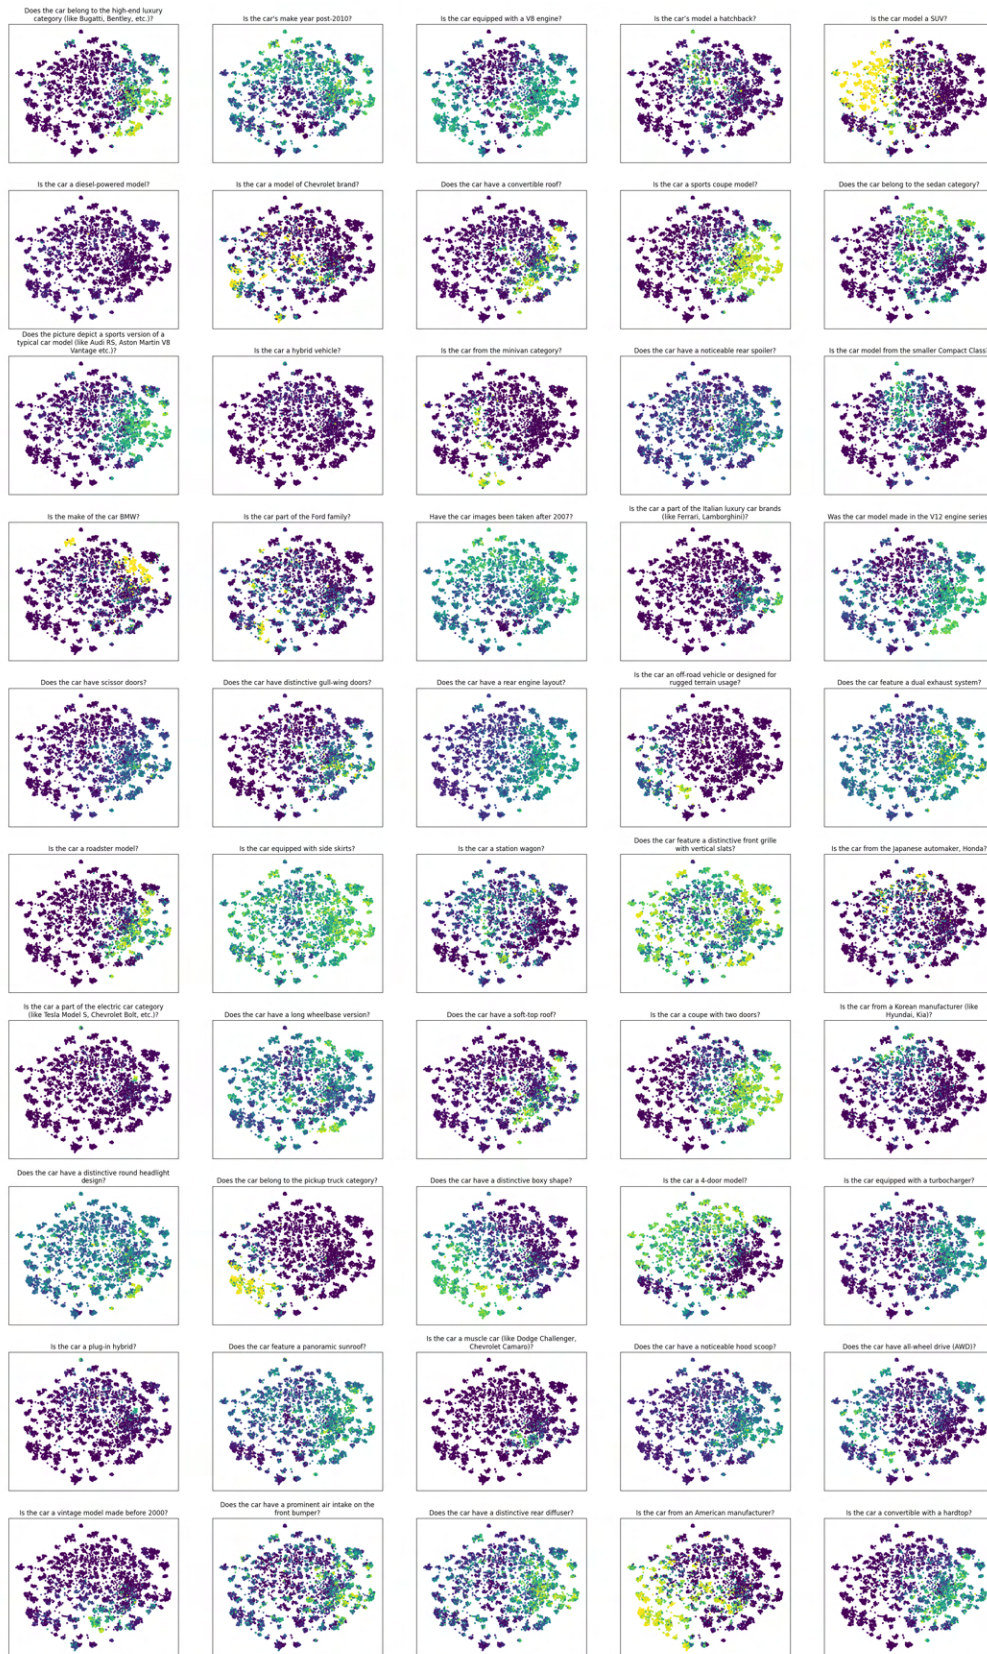 Does the car belong to the high-end luxury
category (like Bugatti, Bentley, etc.)?
Is the car's make year post-2010?
Is the car equipped with a V8 engine?
Is the car's model a hatchback?
Is the car model a SUV?
Is the car a diesel-powered model?
Is the car a model of Chevrolet brand?
Does the car have a convertible roof?
Is the car a sports coupe model?
Does the car belong to the sedan category?
Does the picture depict a sports version of a
typical car model (like Audi RS, Aston Martin V8
Vantage etc.)?
Is the car a hybrid vehicle?
Is the car from the minivan category?
Does the car have a noticeable rear spoiler?
Is the car model from the smaller Compact Class
Is the make of the car BMW?
Is the car part of the Ford family?
Have the car images been taken after 2007?
Is the car a part of the Italian luxury car brands
(like Ferrari, Lamborghini)?
Was the car model made in the V12 engine series
Does the car have scissor doors?
Does the car have distinctive gull-wing doors?
Does the car have a rear engine layout?
Is the car an off-road vehicle or designed for
rugged terrain usage?
Does the car feature a dual exhaust system?
Is the car a roadster model?
Is the car equipped with side skirts?
Is the car a station wagon?
Does the car feature a distinctive front grille
with vertical slats?
Is the car from the Japanese automaker, Honda?
Is the car a part of the electric car category
(like Tesla Model S, Chevrolet Bolt, etc.)?
Does the car have a long wheelbase version?
Does the car have a soft-top roof?
Is the car a coupe with two doors?
Is the car from a Korean manufacturer (like
Hyundai, Kia)?
Does the car have a distinctive round headlight
design?
Does the car belong to the pickup truck category?
Does the car have a distinctive boxy shape?
Is the car a 4-door model?
Is the car equipped with a turbocharger?
Is the car a plug-in hybrid?
Does the car feature a panoramic sunroof?
Is the car a muscle car (like Dodge Challenger,
Chevrolet Camaro)?
Does the car have a noticeable hood scoop?
Does the car have all-wheel drive (AWD)?
Is the car a vintage model made before 2000?
Does the car have a prominent air intake on the
front bumper?
Does the car have a distinctive rear diffuser?
Is the car from an American manufacturer?
Is the car a convertible with a hardtop?